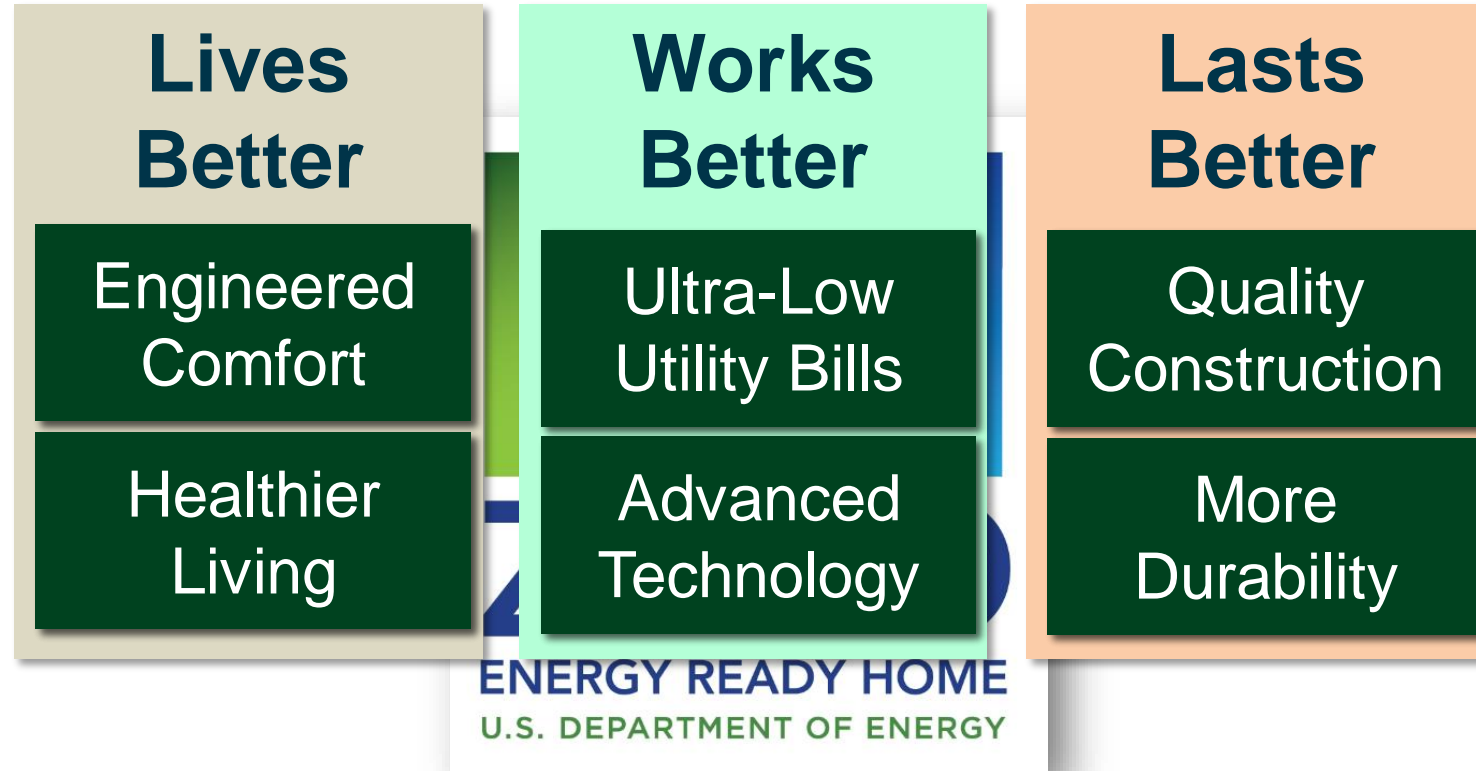 Lives
Better
Engineered
Comfort
Healthier
Living
Works
Better
Ultra-Low
Utility Bills
Advanced
Technology
Lasts
Better
Quality
Construction
More
Durability
ENERGY READY HOME
U.S. DEPARTMENT OF ENERGY